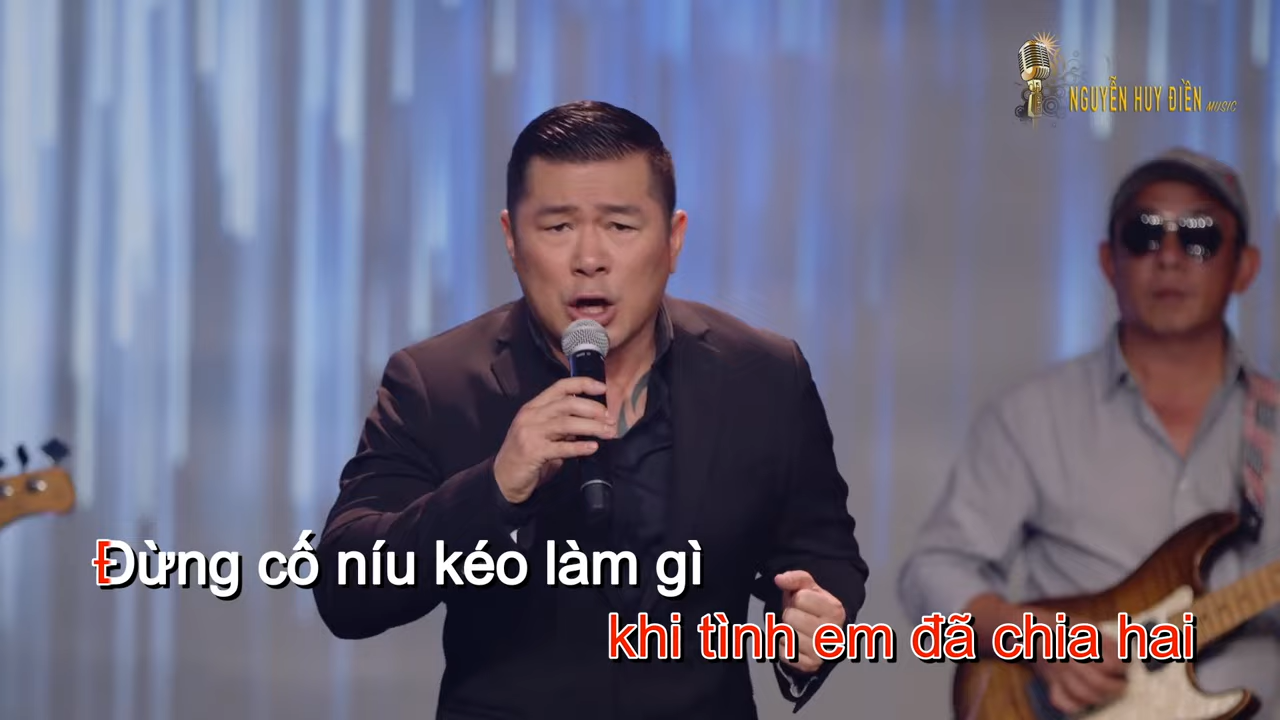 NGUYỄN HUY ĐIỀN MUSIC
Đừng cố níu kéo làm gì
khi tình em đã chia hai